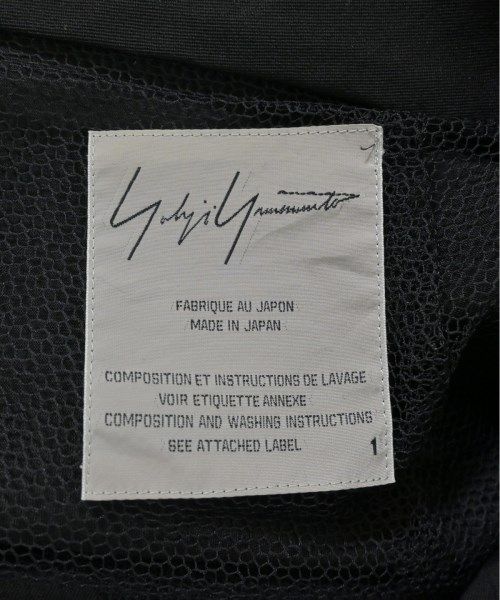 Yohji Yamamoto
FABRIQUE AU JAPON
MADE IN JAPAN
COMPOSITION ET INSTRUCTIONS DE LAVAGE
VOIR ETIQUETTE ANNEXE
COMPOSITION AND WASHING INSTRUCTIONS
SEE ATTACHED LABEL
1